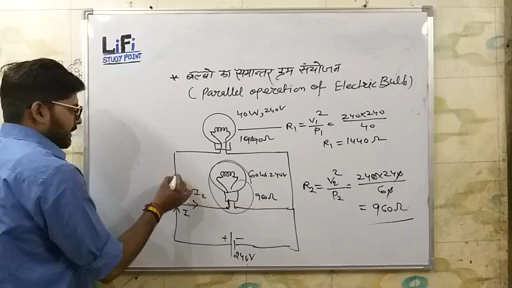 LiFi
STUDY POINT
* बल्बो का समान्तर क्रम संयोजन
(Parallel operation of Electric Bulb)
40W, 240V
1440Ω
R₁ = V₁²/P₁ = 240×240/40
R₁ = 1440Ω
60W 240V
960Ω
R₂ = V₂²/P₂ = 240×240/60
= 960Ω
I₂
I
+ -
240V